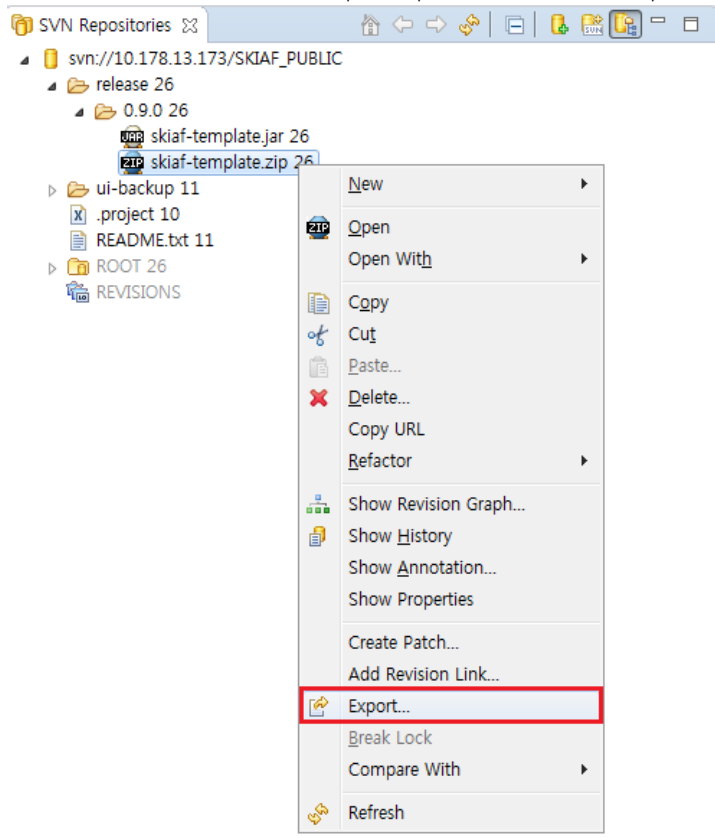 SVN Repositories
svn://10.178.13.173/SKIAF_PUBLIC
release 26
0.9.0 26
JAR skiaf-template.jar 26
ZIP skiaf-template.zip 26
ui-backup 11
.project 10
README.txt 11
ROOT 26
REVISIONS
New
ZIP Open
Open With
Copy
Cut
Paste...
Delete...
Copy URL
Refactor
Show Revision Graph...
Show History
Show Annotation...
Show Properties
Create Patch...
Add Revision Link...
Export...
Break Lock
Compare With
Refresh